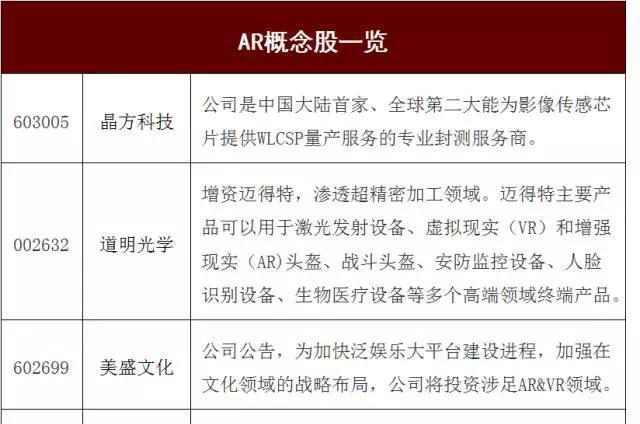 AR概念股一览
603005
晶方科技
公司是中国大陆首家、全球第二大能为影像传感芯
片提供WLCSP量产服务的专业封测服务商。
002632
道明光学
增资迈得特，渗透超精密加工领域。迈得特主要产
品可以用于激光发射设备、虚拟现实（VR）和增强
现实（AR)头盔、战斗头盔、安防监控设备、人脸
识别设备、生物医疗设备等多个高端领域终端产品。
602699
美盛文化
公司公告，为加快泛娱乐大平台建设进程，加强在
文化领域的战略布局，公司将投资涉足AR&VR领域。